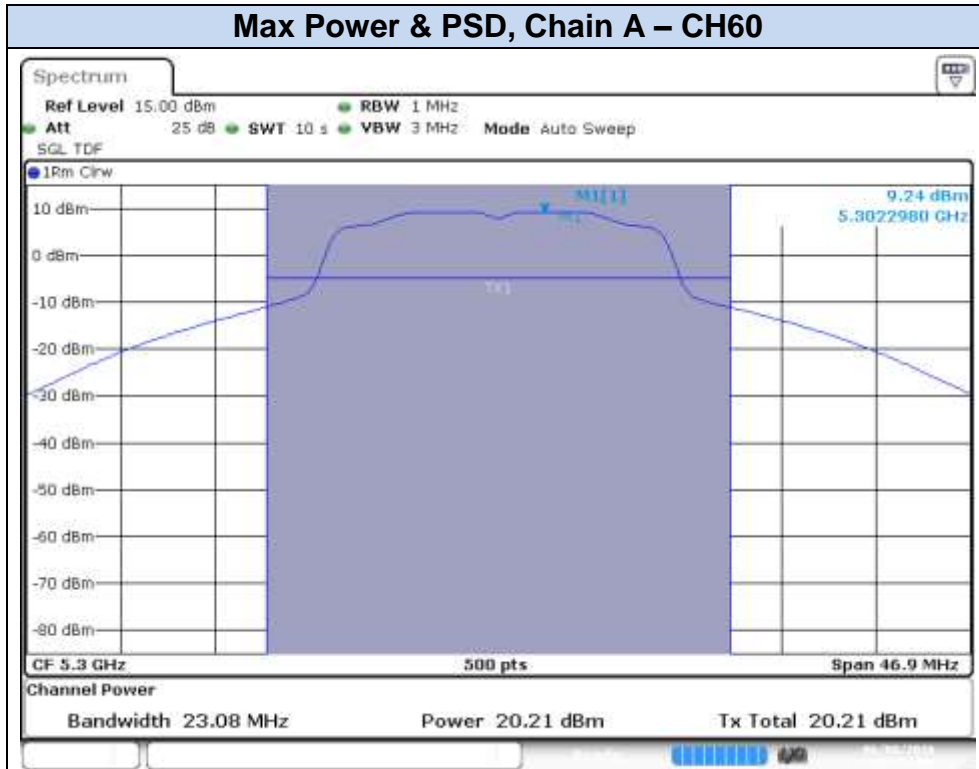 Max Power & PSD, Chain A – CH60
Spectrum
Ref Level 15.00 dBm RBW 1 MHz
Att 25 dB SWT 10 s VBW 3 MHz Mode Auto Sweep
SGL TDF
1Rm Clrw
M1[1] 9.24 dBm
5.3022980 GHz
10 dBm
M1
0 dBm
TX1
-10 dBm
-20 dBm
-30 dBm
-40 dBm
-50 dBm
-60 dBm
-70 dBm
-80 dBm
CF 5.3 GHz 500 pts Span 46.9 MHz
Channel Power
Bandwidth 23.08 MHz Power 20.21 dBm Tx Total 20.21 dBm